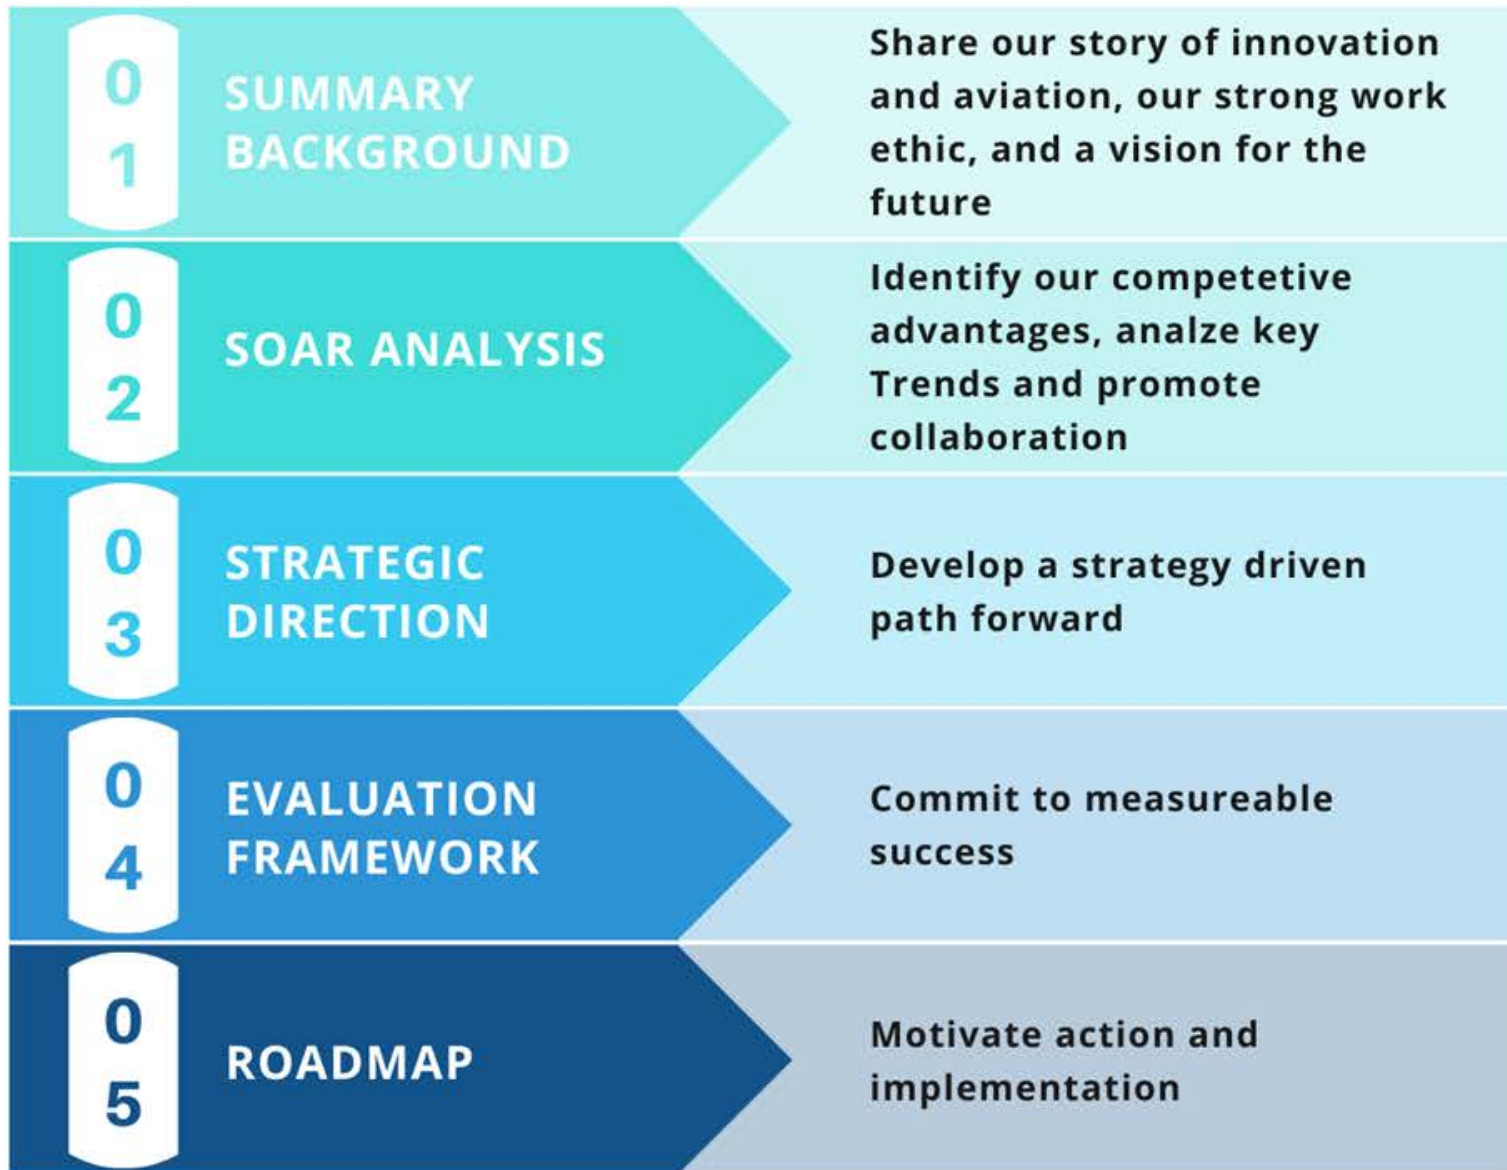 0
1
SUMMARY
BACKGROUND
Share our story of innovation
and aviation, our strong work
ethic, and a vision for the
future
0
2
SOAR ANALYSIS
Identify our competetive
advantages, analze key
Trends and promote
collaboration
0
3
STRATEGIC
DIRECTION
Develop a strategy driven
path forward
0
4
EVALUATION
FRAMEWORK
Commit to measureable
success
0
5
ROADMAP
Motivate action and
implementation